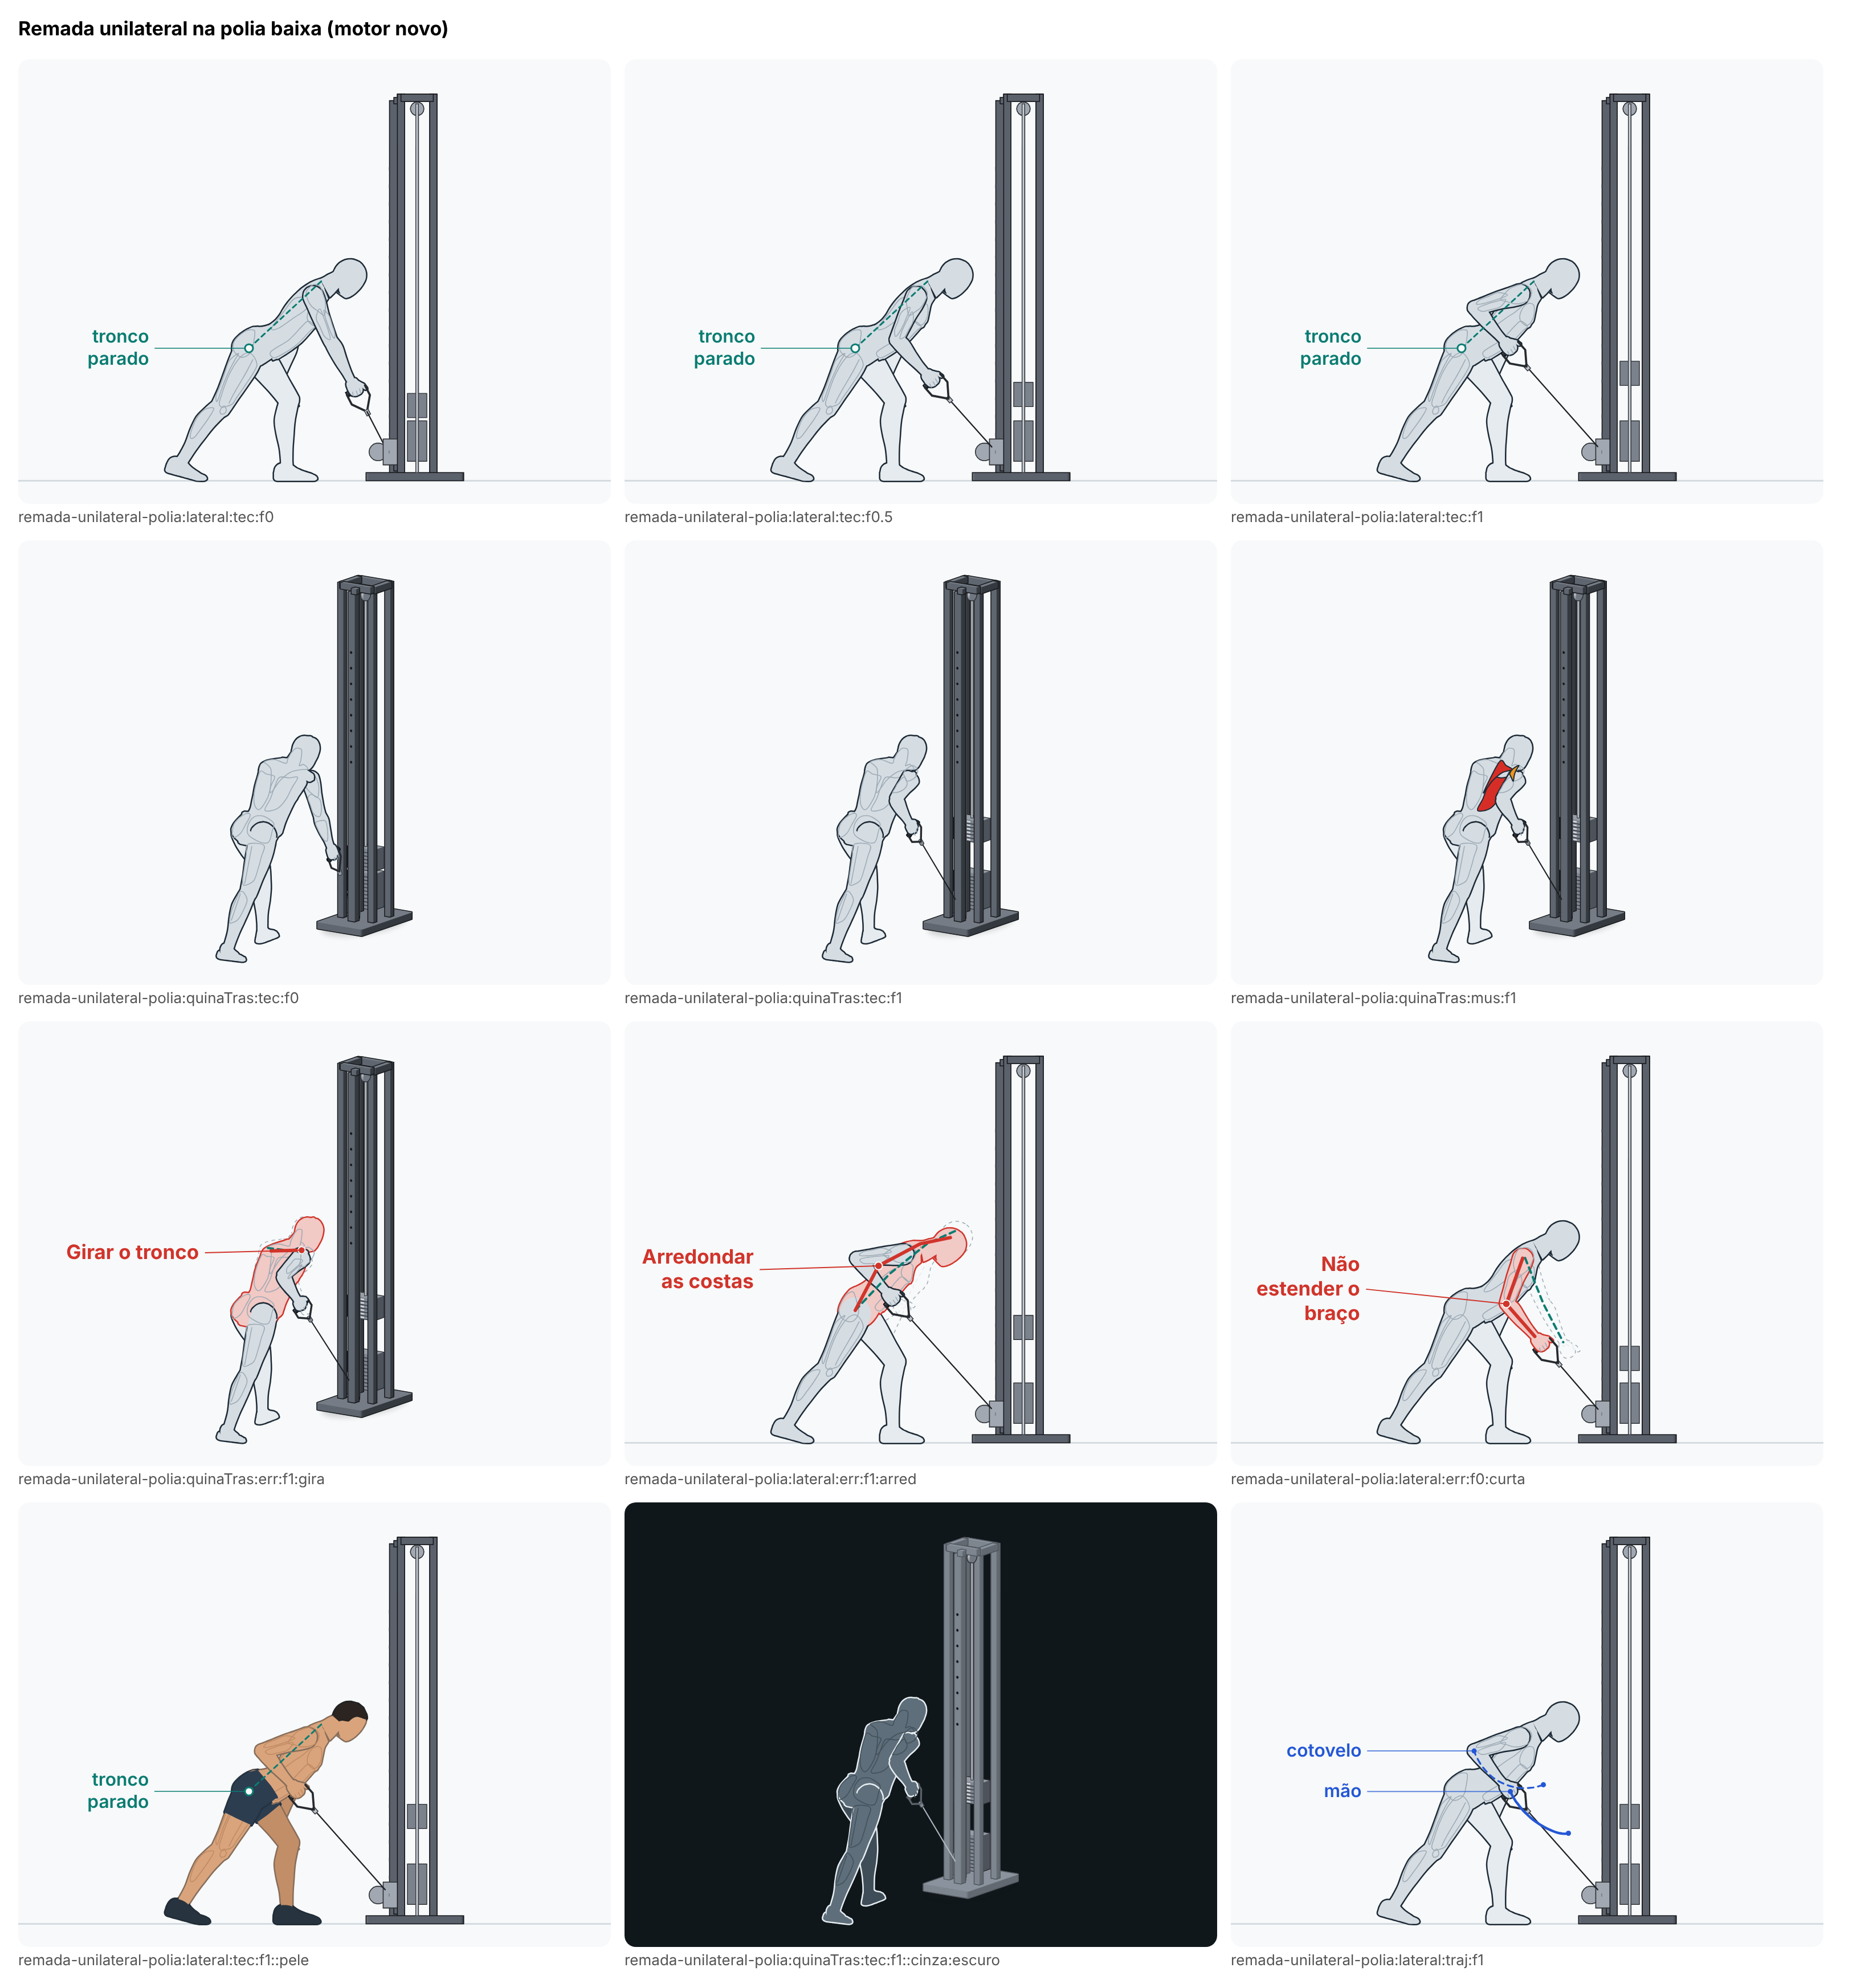 Remada unilateral na polia baixa (motor novo)
tronco
parado
tronco
parado
tronco
parado
remada-unilateral-polia:lateral:tec:f0
remada-unilateral-polia:lateral:tec:f0.5
remada-unilateral-polia:lateral:tec:f1
remada-unilateral-polia:quinaTras:tec:f0
remada-unilateral-polia:quinaTras:tec:f1
remada-unilateral-polia:quinaTras:mus:f1
Girar o tronco
Arredondar
as costas
Não
estender o
braço
remada-unilateral-polia:quinaTras:err:f1:gira
remada-unilateral-polia:lateral:err:f1:arred
remada-unilateral-polia:lateral:err:f0:curta
tronco
parado
cotovelo
mão
remada-unilateral-polia:lateral:tec:f1::pele
remada-unilateral-polia:quinaTras:tec:f1::cinza:escuro
remada-unilateral-polia:lateral:traj:f1